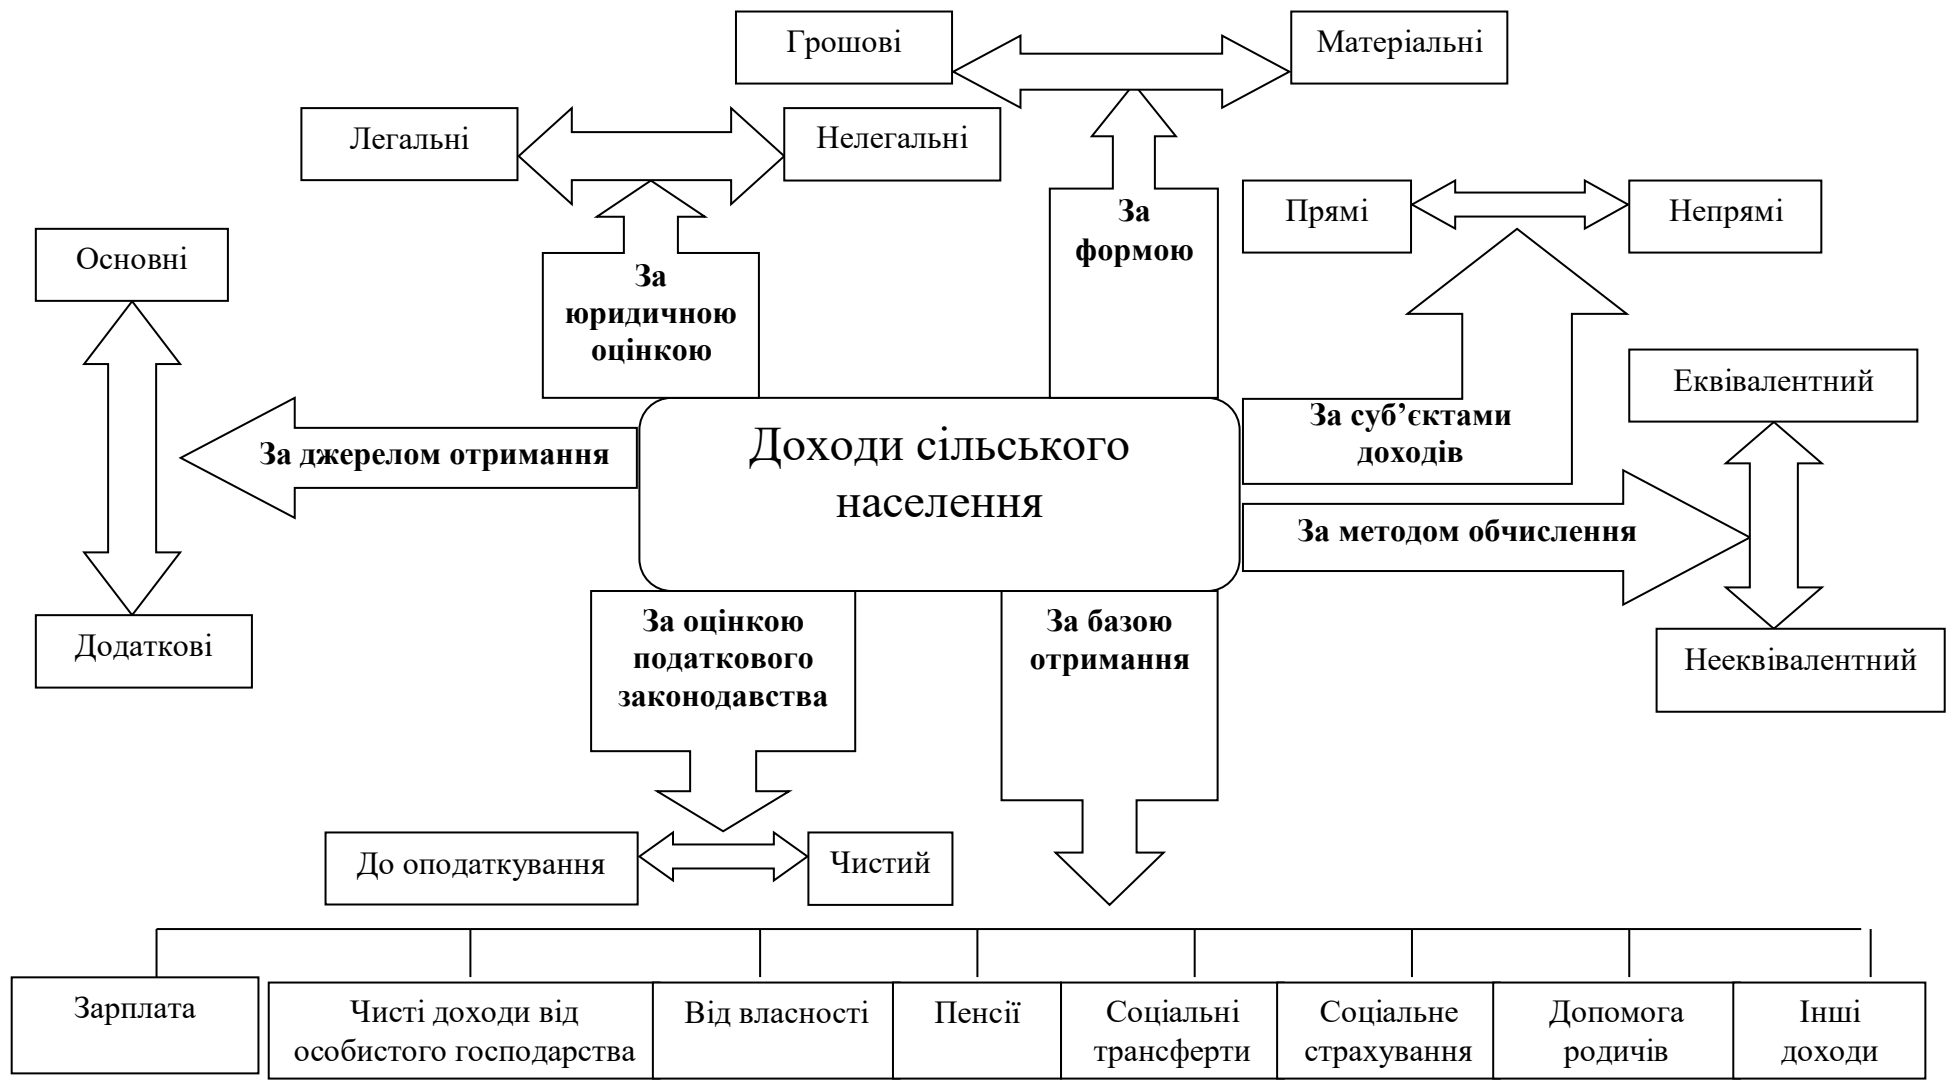 Грошові
Матеріальні
Легальні
Нелегальні
За
формою
Прямі
Непрямі
Основні
За
юридичною
оцінкою
Еквівалентний
За суб’єктами
доходів
За джерелом отримання
Доходи сільського
населення
За методом обчислення
За оцінкою
податкового
законодавства
За базою
отримання
Додаткові
Нееквівалентний
До оподаткування
Чистий
Зарплата
Чисті доходи від
особистого господарства
Від власності
Пенсії
Соціальні
трансферти
Соціальне
страхування
Допомога
родичів
Інші
доходи